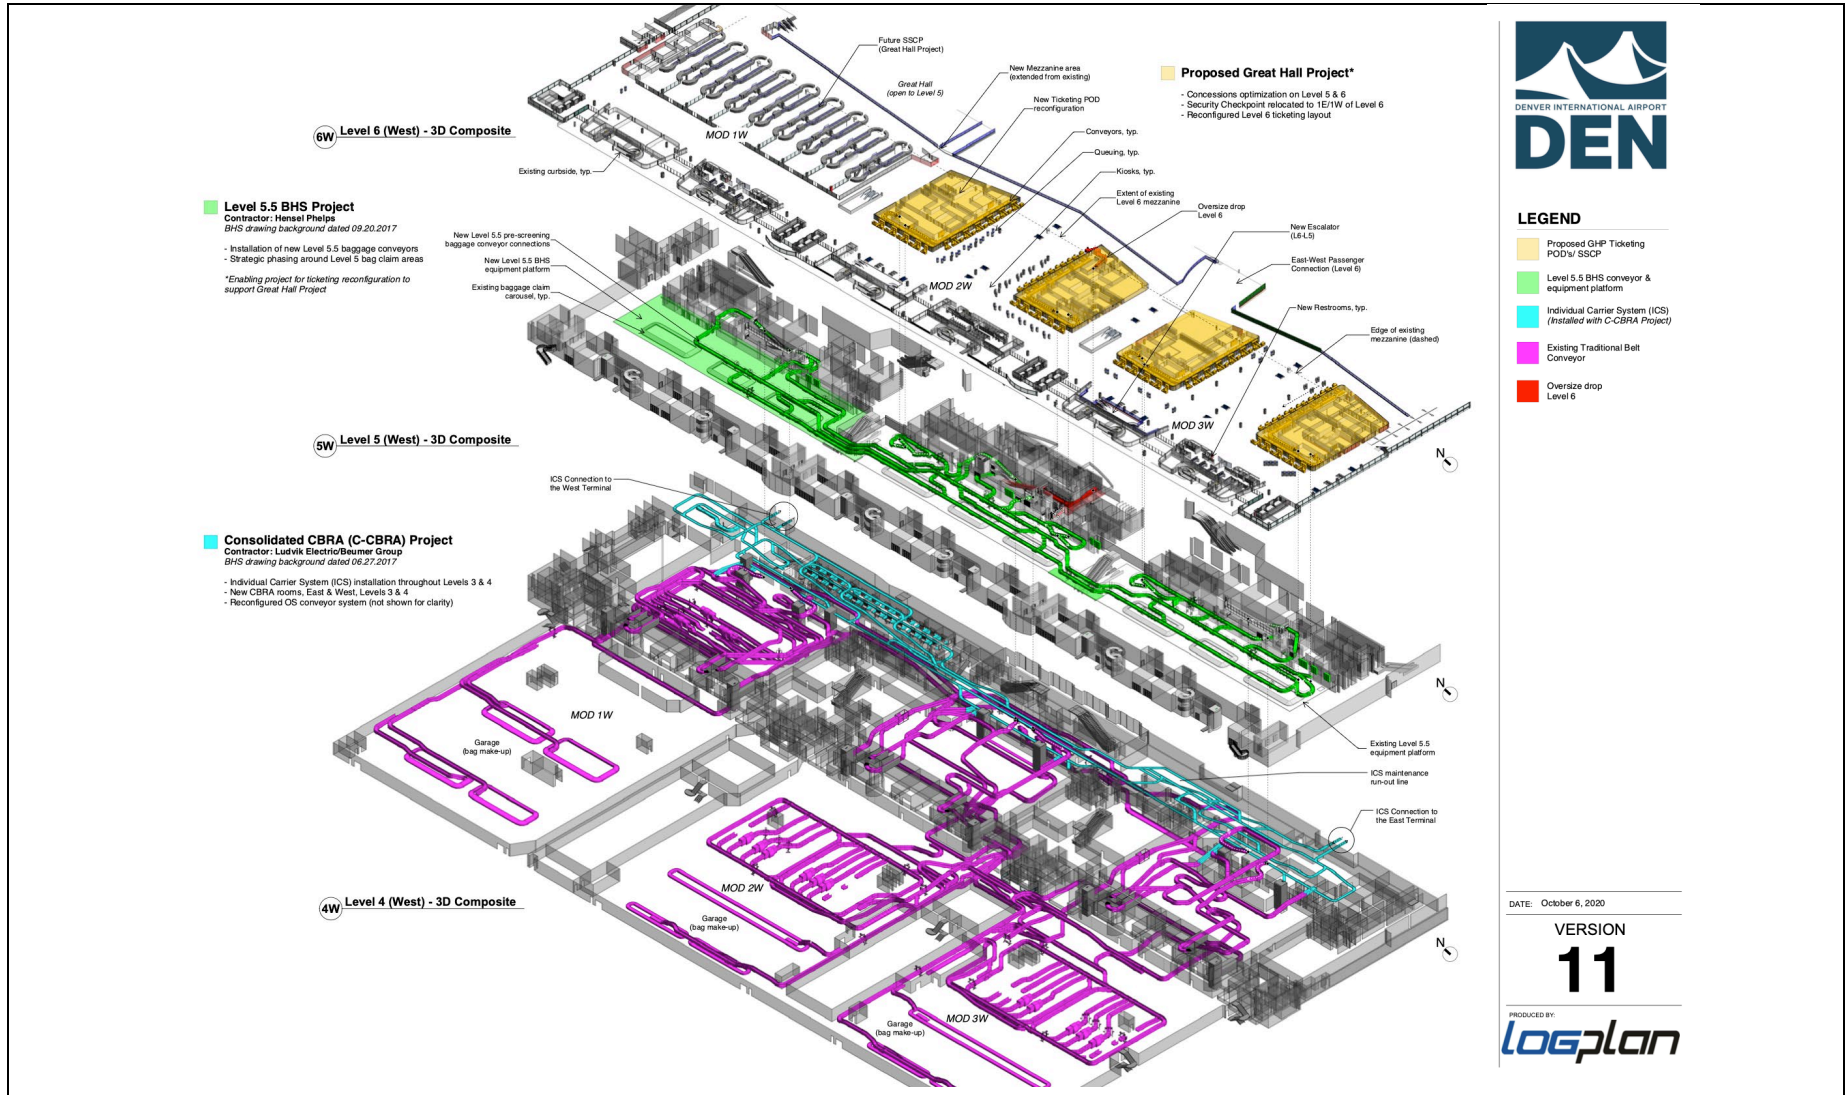 Future SSCP
(Great Hall Project)
Great Hall
(open to Level 5)
New Mezzanine area
(extended from existing)
New Ticketing POD
reconfiguration
Conveyors, typ.
Queuing, typ.
Kiosks, typ.
Extent of existing
Level 6 mezzanine
Oversize drop
Level 6
New Escalator
(L6-L5)
East-West Passenger
Connection (Level 6)
New Restrooms, typ.
Edge of existing
mezzanine (dashed)
Proposed Great Hall Project*
- Concessions optimization on Level 5 & 6
- Security Checkpoint relocated to 1E/1W of Level 6
- Reconfigured Level 6 ticketing layout
6W Level 6 (West) - 3D Composite
Existing curbside, typ.
MOD 1W
MOD 2W
MOD 3W
N
Level 5.5 BHS Project
Contractor: Hensel Phelps
BHS drawing background dated 09.20.2017
- Installation of new Level 5.5 baggage conveyors
- Strategic phasing around Level 5 bag claim areas
*Enabling project for ticketing reconfiguration to
support Great Hall Project
New Level 5.5 pre-screening
baggage conveyor connections
New Level 5.5 BHS
equipment platform
Existing baggage claim
carousel, typ.
5W Level 5 (West) - 3D Composite
N
Existing Level 5.5
equipment platform
ICS Connection to
the West Terminal
Consolidated CBRA (C-CBRA) Project
Contractor: Ludvik Electric/Beumer Group
BHS drawing background dated 06.27.2017
- Individual Carrier System (ICS) installation throughout Levels 3 & 4
- New CBRA rooms, East & West, Levels 3 & 4
- Reconfigured OS conveyor system (not shown for clarity)
ICS maintenance
run-out line
ICS Connection to
the East Terminal
MOD 1W
Garage
(bag make-up)
MOD 2W
Garage
(bag make-up)
MOD 3W
Garage
(bag make-up)
4W Level 4 (West) - 3D Composite
N
DENVER INTERNATIONAL AIRPORT
DEN
LEGEND
Proposed GHP Ticketing
POD's/ SSCP
Level 5.5 BHS conveyor &
equipment platform
Individual Carrier System (ICS)
(Installed with C-CBRA Project)
Existing Traditional Belt
Conveyor
Oversize drop
Level 6
DATE: October 6, 2020
VERSION
11
PRODUCED BY:
logplan